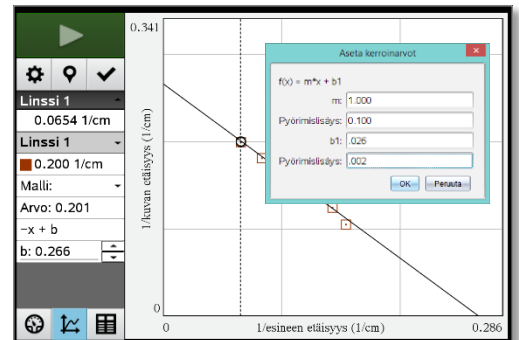 Linssi 1
0.0654 1/cm
Linssi 1
0.200 1/cm
Malli:
Arvo: 0.201
−x + b
b: 0.266
0.341
1/kuvan etäisyys (1/cm)
0
0
1/esineen etäisyys (1/cm)
0.286
Aseta kerroinarvot
f(x) = m*x + b1
m: 1.000
Pyörimislisäys: 0.100
b1: .026
Pyörimislisäys: .002
OK
Peruuta